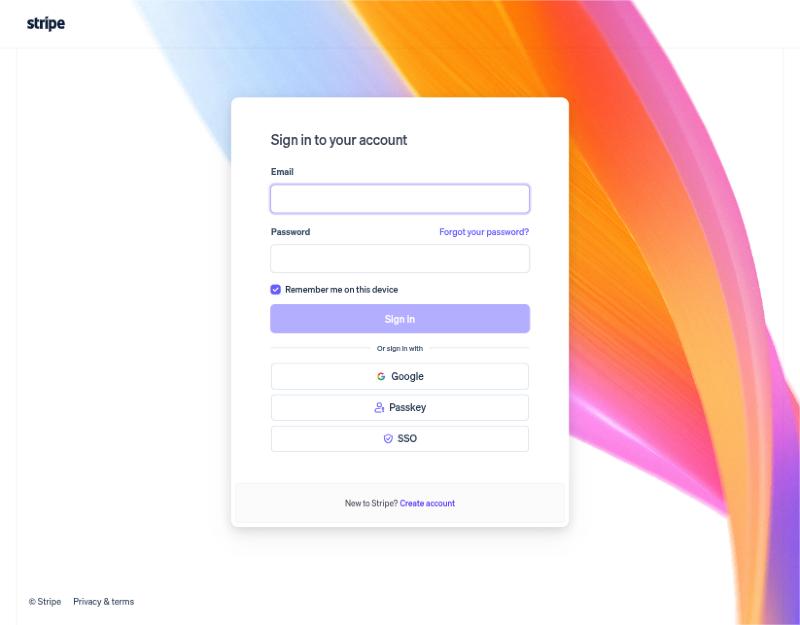 stripe
Sign in to your account
Email
Password Forgot your password?
Remember me on this device
Sign in
Or sign in with
Google
Passkey
SSO
New to Stripe? Create account
© Stripe Privacy & terms